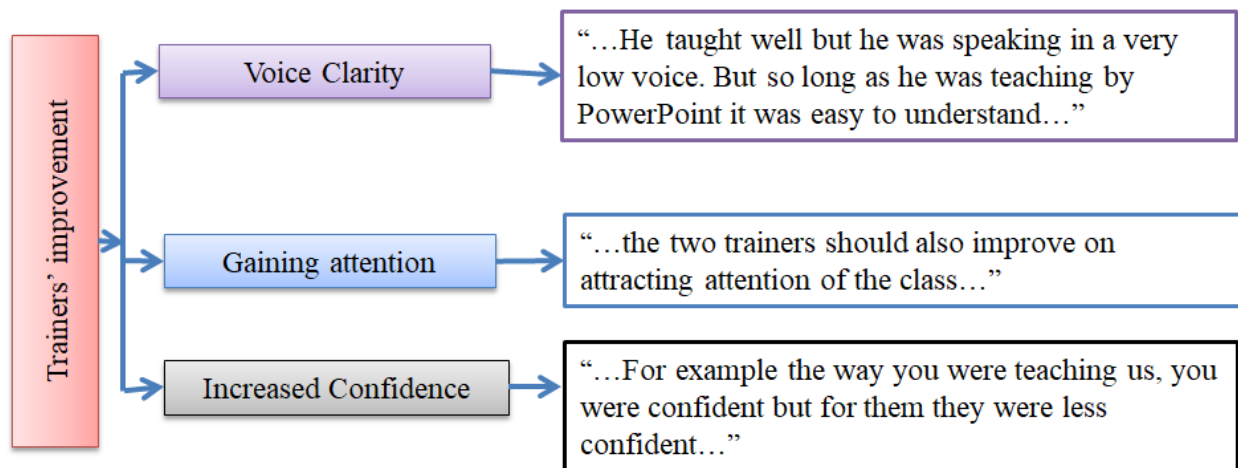 Trainers’ improvement
Voice Clarity
“…He taught well but he was speaking in a very
low voice. But so long as he was teaching by
PowerPoint it was easy to understand…”
Gaining attention
“…the two trainers should also improve on
attracting attention of the class…”
Increased Confidence
“…For example the way you were teaching us, you
were confident but for them they were less
confident…”